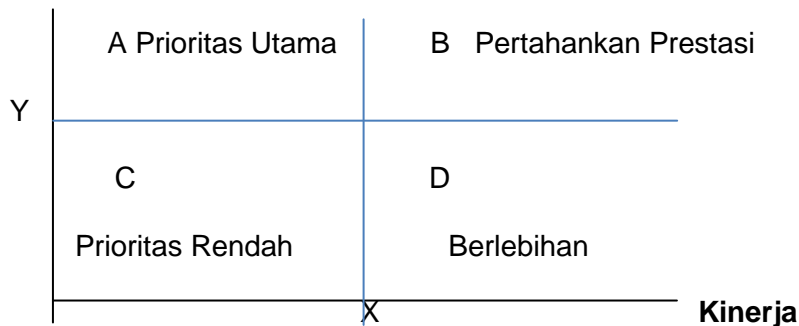 A Prioritas Utama B Pertahankan Prestasi
Y
C D
Prioritas Rendah Berlebihan
X Kinerja